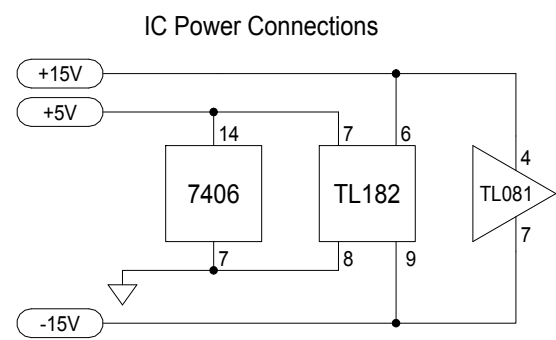 IC Power Connections
+15V
+5V
14
7
6
4
7406
TL182
TL081
7
8
9
7
-15V